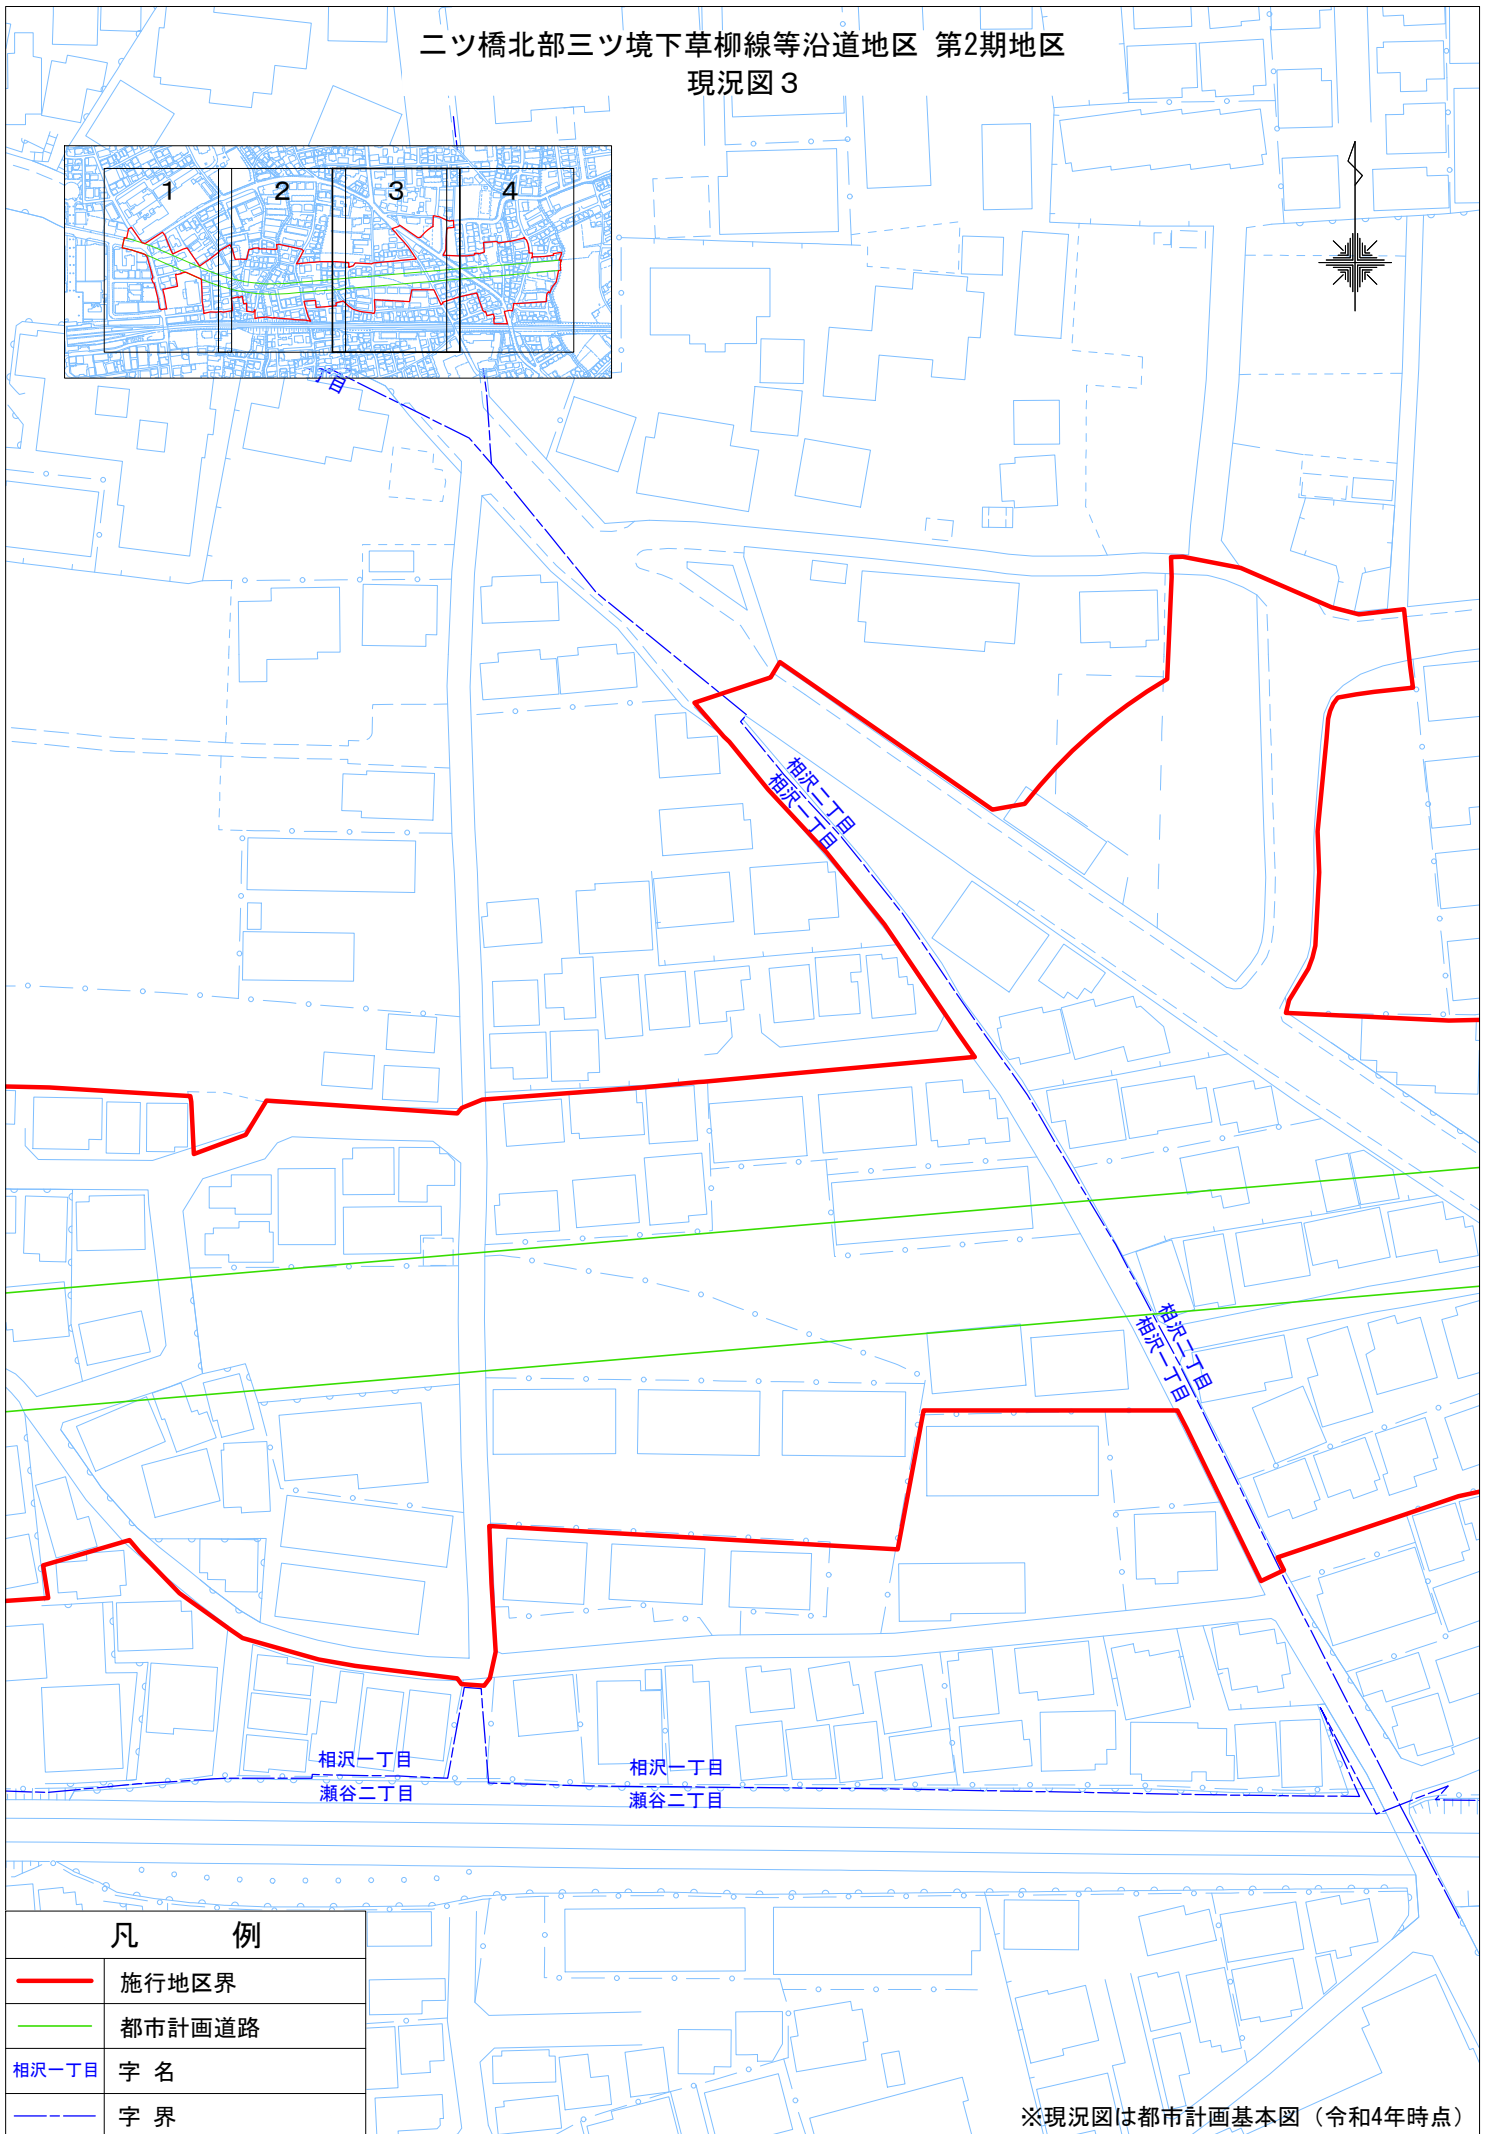 二ツ橋北部三ツ境下草柳線等沿道地区 第2期地区
現況図3
1
2
3
4
丁目
相沢二丁目
相沢一丁目
相沢二丁目
相沢一丁目
相沢一丁目
瀬谷二丁目
相沢一丁目
瀬谷二丁目
凡 例
施行地区界
都市計画道路
相沢一丁目 字 名
字 界
※現況図は都市計画基本図（令和4年時点）